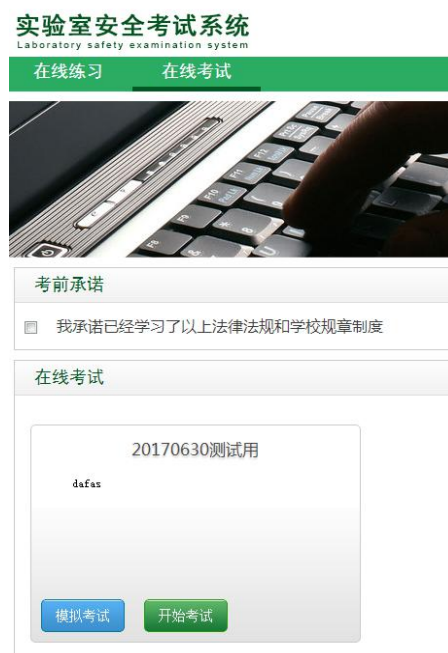 实验室安全考试系统
Laboratory safety examination system
在线练习 在线考试
考前承诺
我承诺已经学习了以上法律法规和学校规章制度
在线考试
20170630测试用
dafas
模拟考试 开始考试